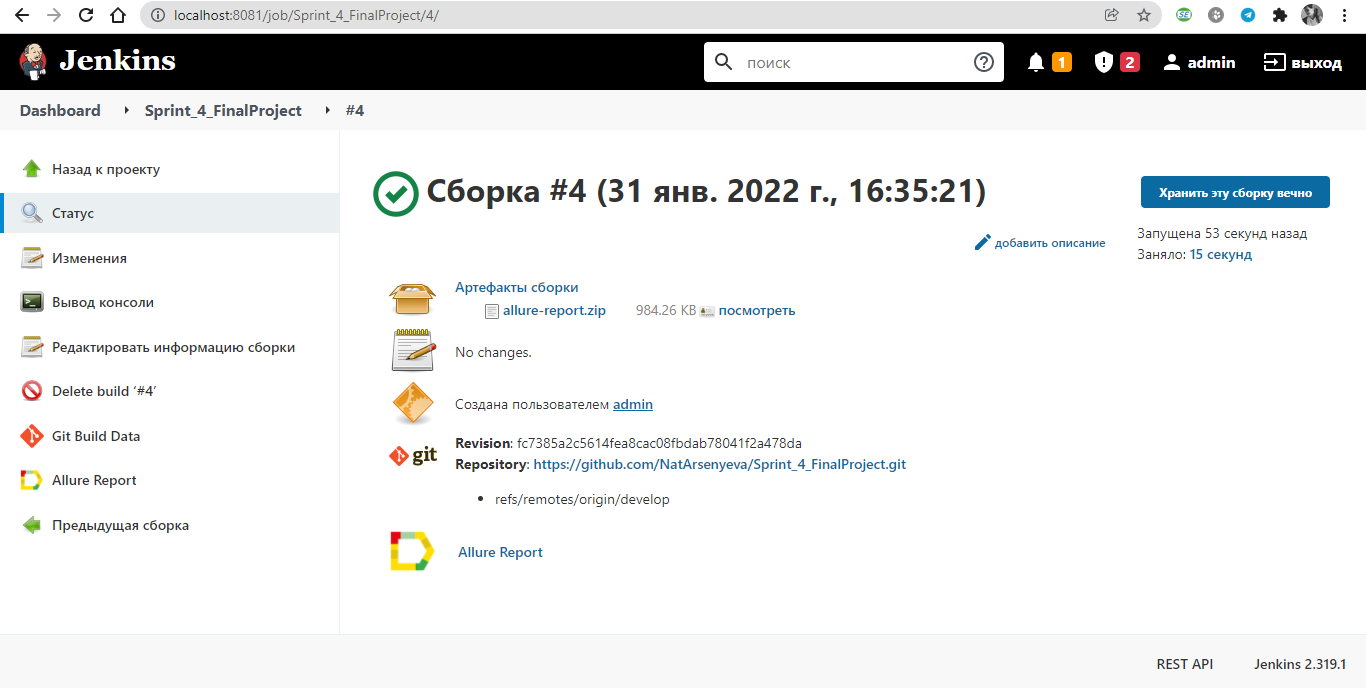 localhost:8081/job/Sprint_4_FinalProject/4/
Jenkins
поиск
1
2
admin
выход
Dashboard
Sprint_4_FinalProject
#4
Назад к проекту
Статус
Изменения
Вывод консоли
Редактировать информацию сборки
Delete build ‘#4’
Git Build Data
Allure Report
Предыдущая сборка
Сборка #4 (31 янв. 2022 г., 16:35:21)
Хранить эту сборку вечно
добавить описание
Запущена 53 секунд назад
Заняло: 15 секунд
Артефакты сборки
allure-report.zip 984.26 KB посмотреть
No changes.
Создана пользователем admin
git
Revision: fc7385a2c5614fea8cac08fbdab78041f2a478da
Repository: https://github.com/NatArsenyeva/Sprint_4_FinalProject.git
refs/remotes/origin/develop
Allure Report
REST API
Jenkins 2.319.1